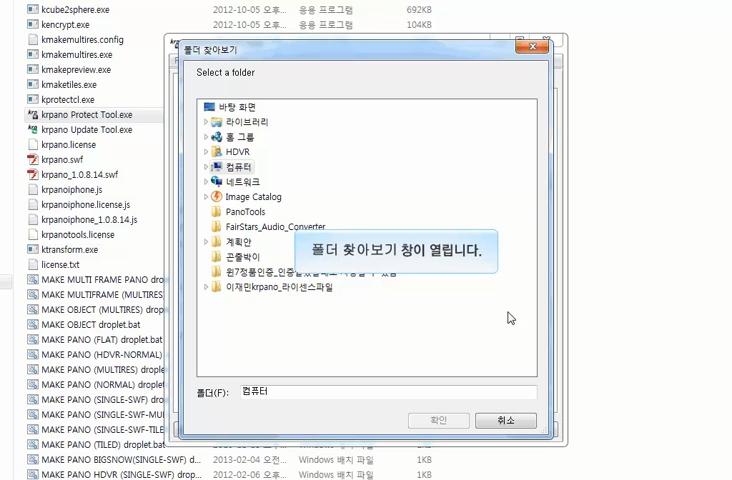 kcube2sphere.exe 2012-10-05 오후... 응용 프로그램 692KB
kencrypt.exe 2012-10-05 오후... 응용 프로그램 104KB
kmakemultires.config
kmakemultires.exe
kmakepreview.exe
kmaketiles.exe
kprotectcl.exe
krpano Protect Tool.exe
krpano Update Tool.exe
krpano.license
krpano.swf
krpano_1.0.8.14.swf
krpanoiphone.js
krpanoiphone.license.js
krpanoiphone_1.0.8.14.js
krpanotools.license
ktransform.exe
license.txt
MAKE MULTI FRAME PANO drop
MAKE MULTIFRAME (MULTIRES
MAKE OBJECT (MULTIRES) drop
MAKE OBJECT droplet.bat
MAKE PANO (FLAT) droplet.bat
MAKE PANO (HDVR-NORMAL)
MAKE PANO (MULTIRES) droplet
MAKE PANO (NORMAL) droplet
MAKE PANO (SINGLE-SWF) drop
MAKE PANO (SINGLE-SWF-MUL
MAKE PANO (SINGLE-SWF-TILE
MAKE PANO (TILED) droplet.bat
MAKE PANO BIGSNOW(SINGLE-SWF) d... 2013-02-04 오전... Windows 배치 파일 1KB
MAKE PANO HDVR (SINGLE-SWF) drop... 2012-02-06 오후... Windows 배치 파일 1KB
폴더 찾아보기
Select a folder
바탕 화면
라이브러리
홈 그룹
HDVR
컴퓨터
네트워크
Image Catalog
PanoTools
FairStars_Audio_Converter
계획안
곤줄박이
이재민krpano_라이센스파일
폴더 찾아보기 창이 열립니다.
폴더(F): 컴퓨터
확인 취소